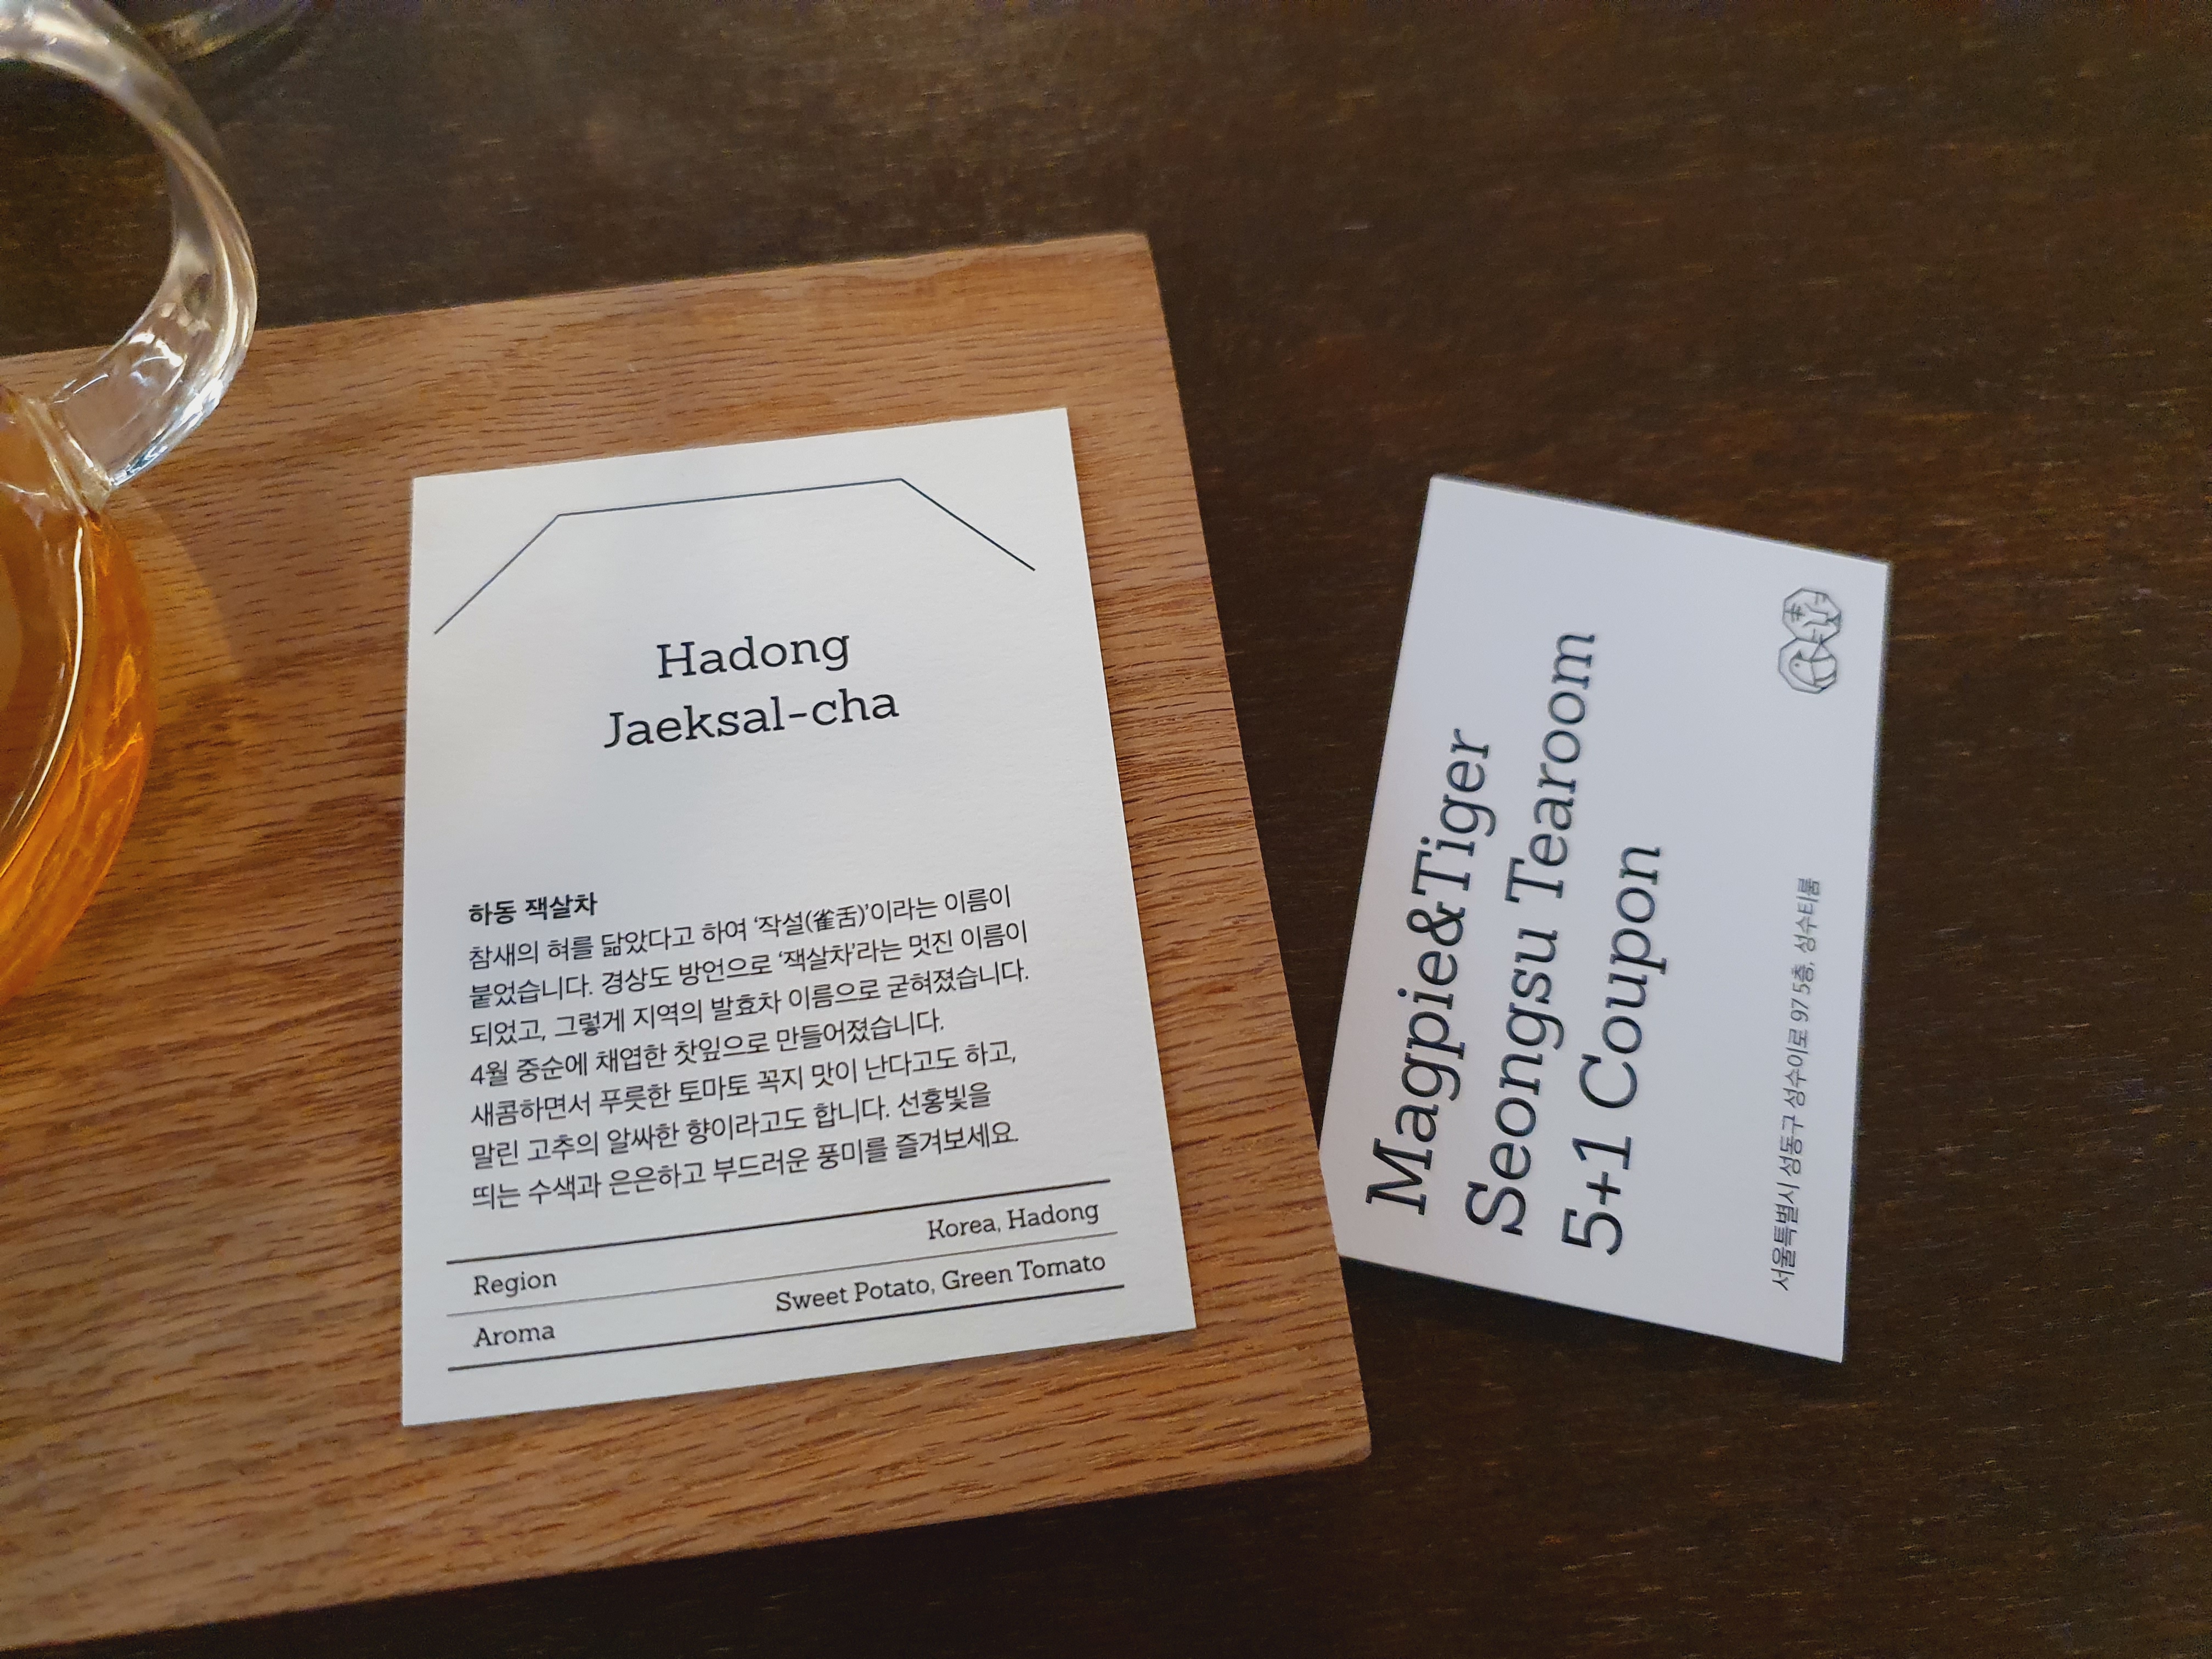 Hadong
Jaeksal-cha
하동 잭살차
참새의 혀를 닮았다고 하여 '작설(雀舌)'이라는 이름이
붙었습니다. 경상도 방언으로 '잭살차'라는 멋진 이름이
되었고, 그렇게 지역의 발효차 이름으로 굳혀졌습니다.
4월 중순에 채엽한 찻잎으로 만들어졌습니다.
새콤하면서 푸릇한 토마토 꼭지 맛이 난다고도 하고,
말린 고추의 알싸한 향이라고도 합니다. 선홍빛을
띄는 수색과 은은하고 부드러운 풍미를 즐겨보세요.
Region Korea, Hadong
Aroma Sweet Potato, Green Tomato
Magpie&Tiger
Seongsu Tearoom
5+1 Coupon
서울특별시 성동구 성수이로 97 5층, 성수티룸